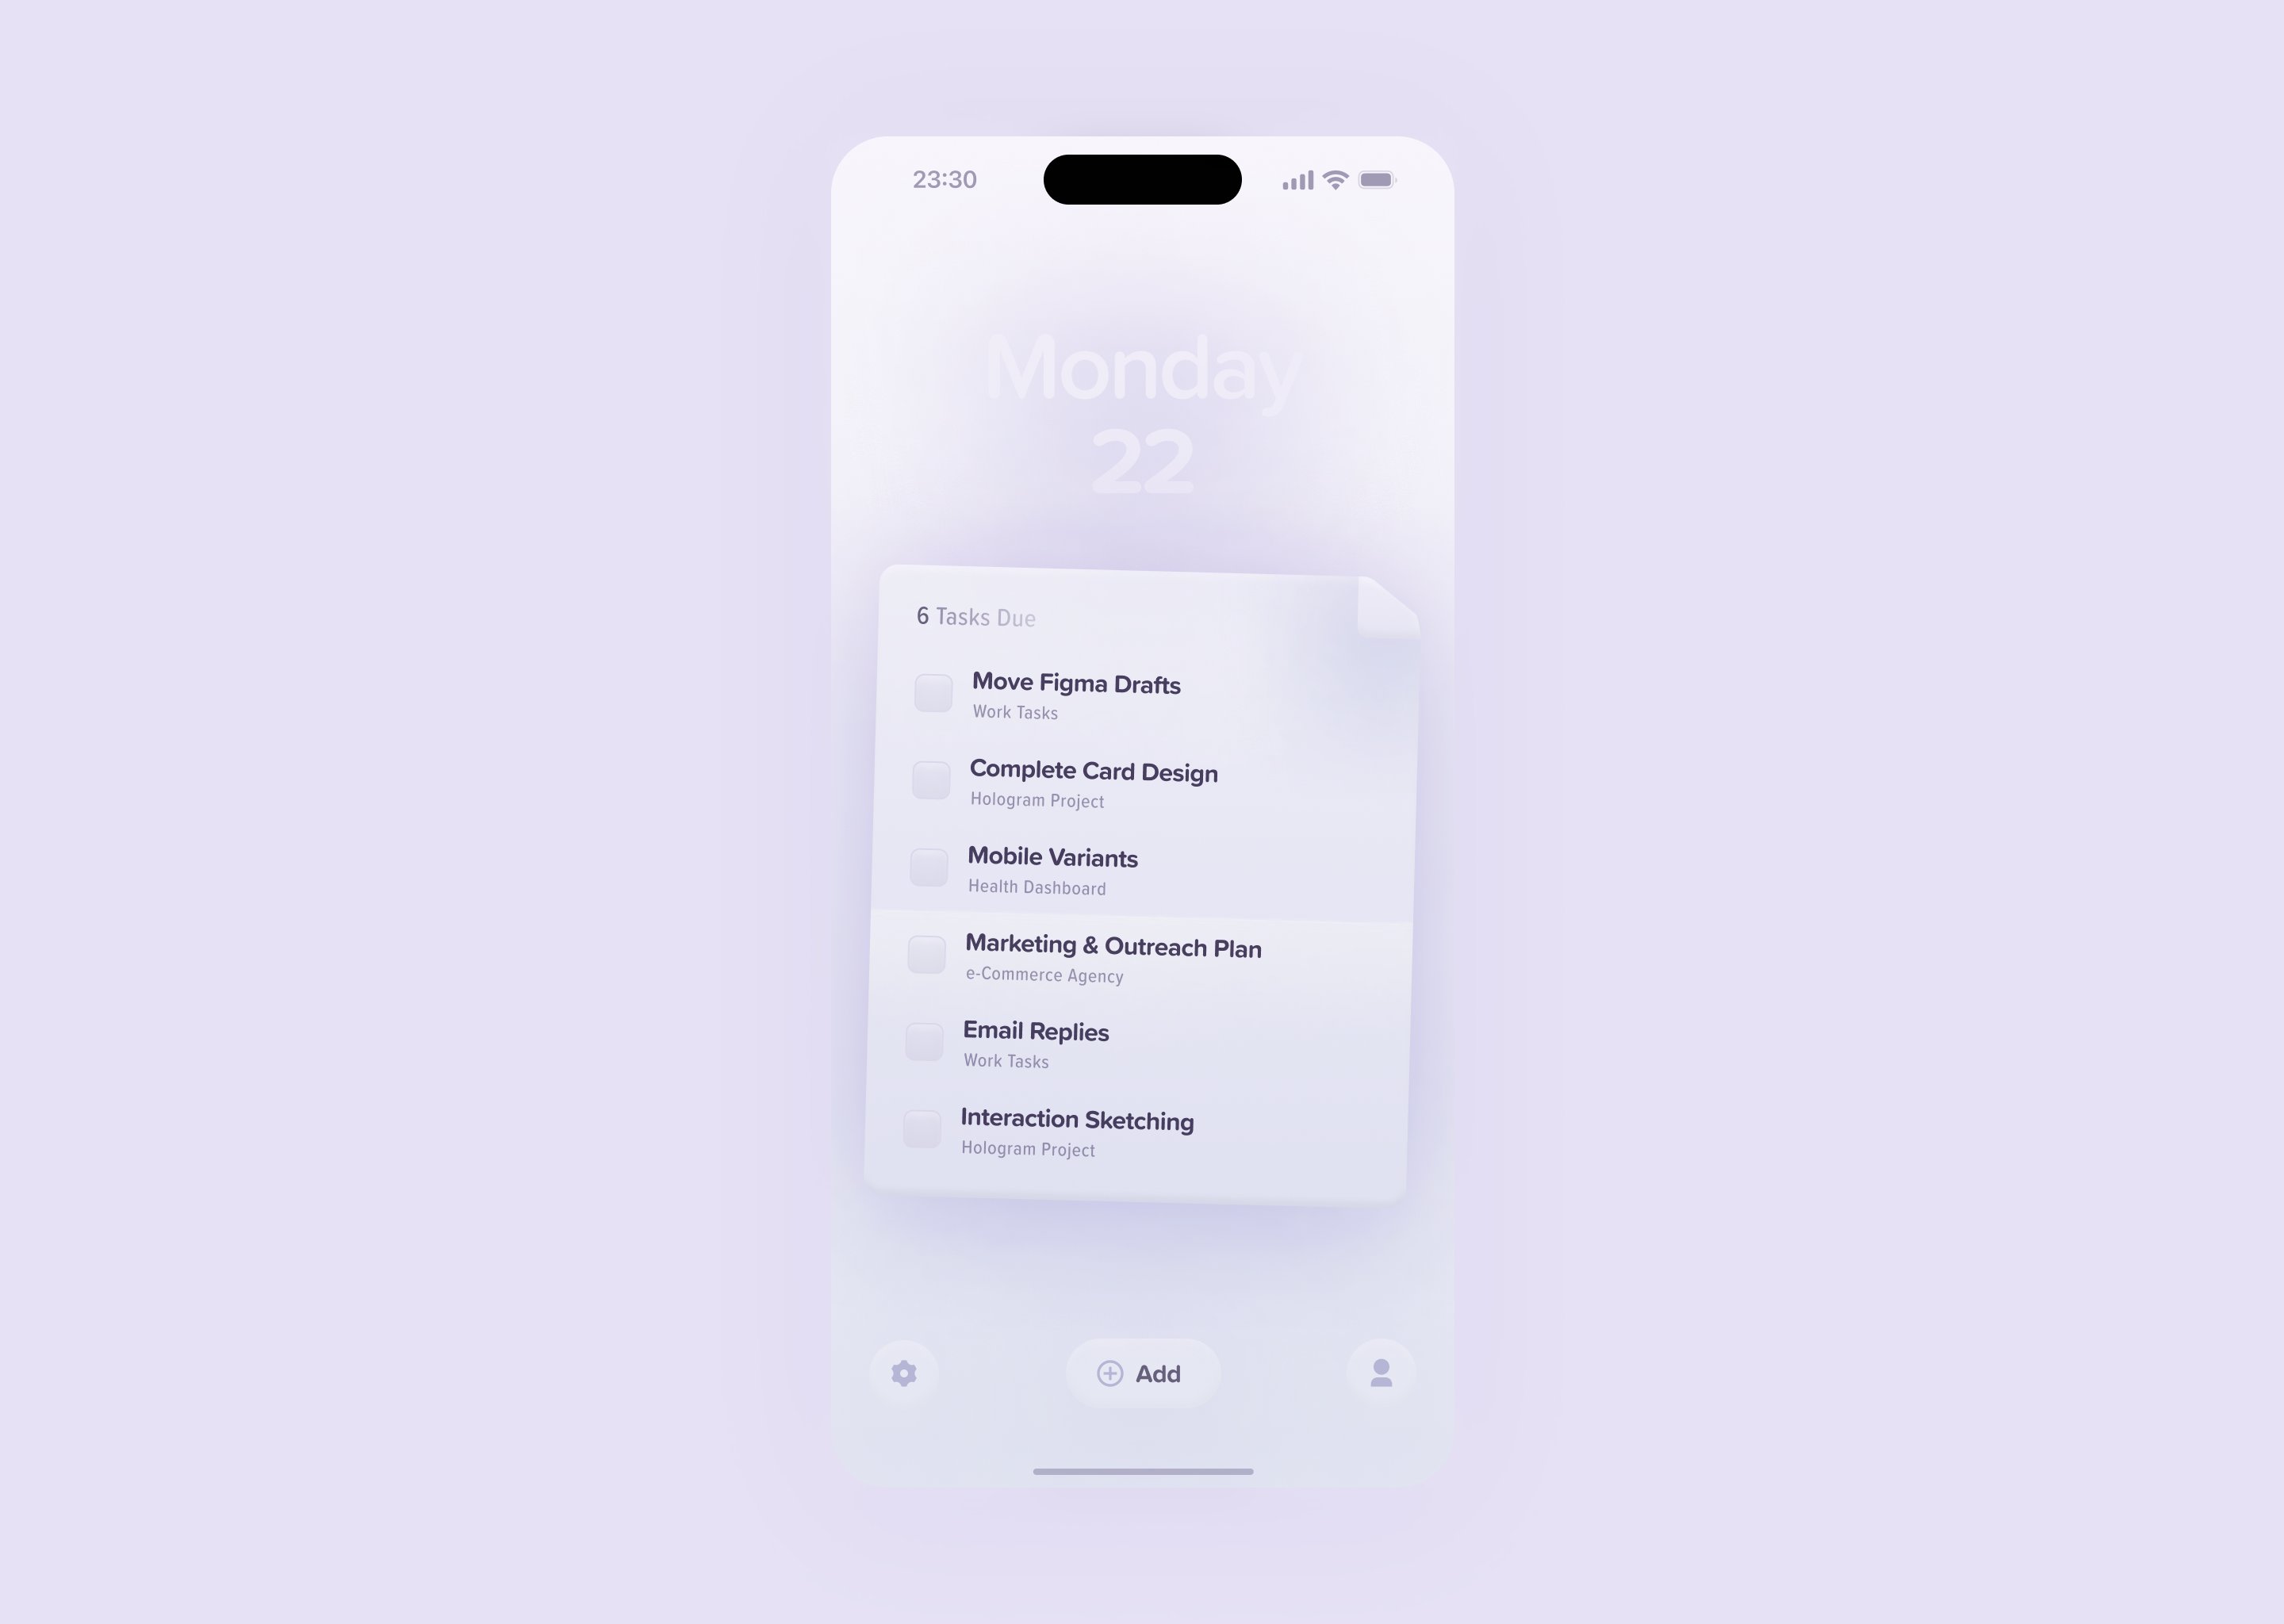 23:30
Monday
22
6 Tasks Due
Move Figma Drafts
Work Tasks
Complete Card Design
Hologram Project
Mobile Variants
Health Dashboard
Marketing & Outreach Plan
e-Commerce Agency
Email Replies
Work Tasks
Interaction Sketching
Hologram Project
Add